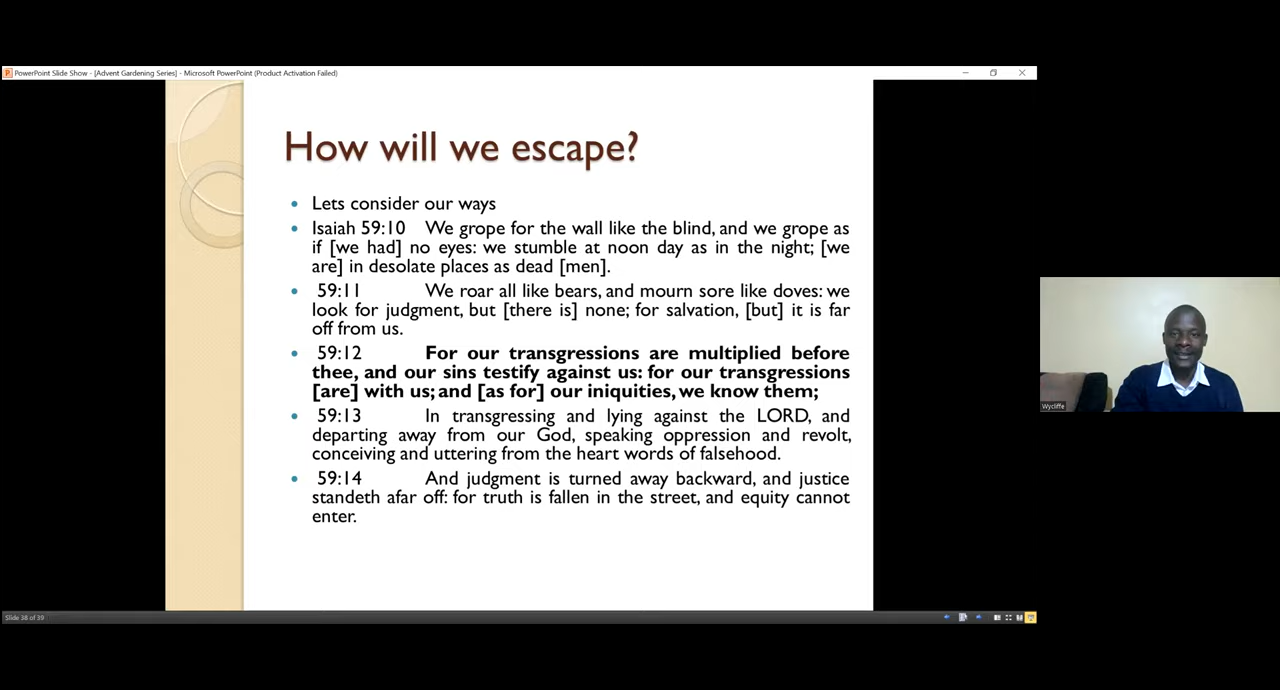 PowerPoint Slide Show - [Advent Gardening Series] - Microsoft PowerPoint (Product Activation Failed)
How will we escape?
Lets consider our ways
Isaiah 59:10 We grope for the wall like the blind, and we grope as
if [we had] no eyes: we stumble at noon day as in the night; [we
are] in desolate places as dead [men].
59:11 We roar all like bears, and mourn sore like doves: we
look for judgment, but [there is] none; for salvation, [but] it is far
off from us.
59:12 For our transgressions are multiplied before
thee, and our sins testify against us: for our transgressions
[are] with us; and [as for] our iniquities, we know them;
59:13 In transgressing and lying against the LORD, and
departing away from our God, speaking oppression and revolt,
conceiving and uttering from the heart words of falsehood.
59:14 And judgment is turned away backward, and justice
standeth afar off: for truth is fallen in the street, and equity cannot
enter.
Wycliffe
Slide 38 of 39